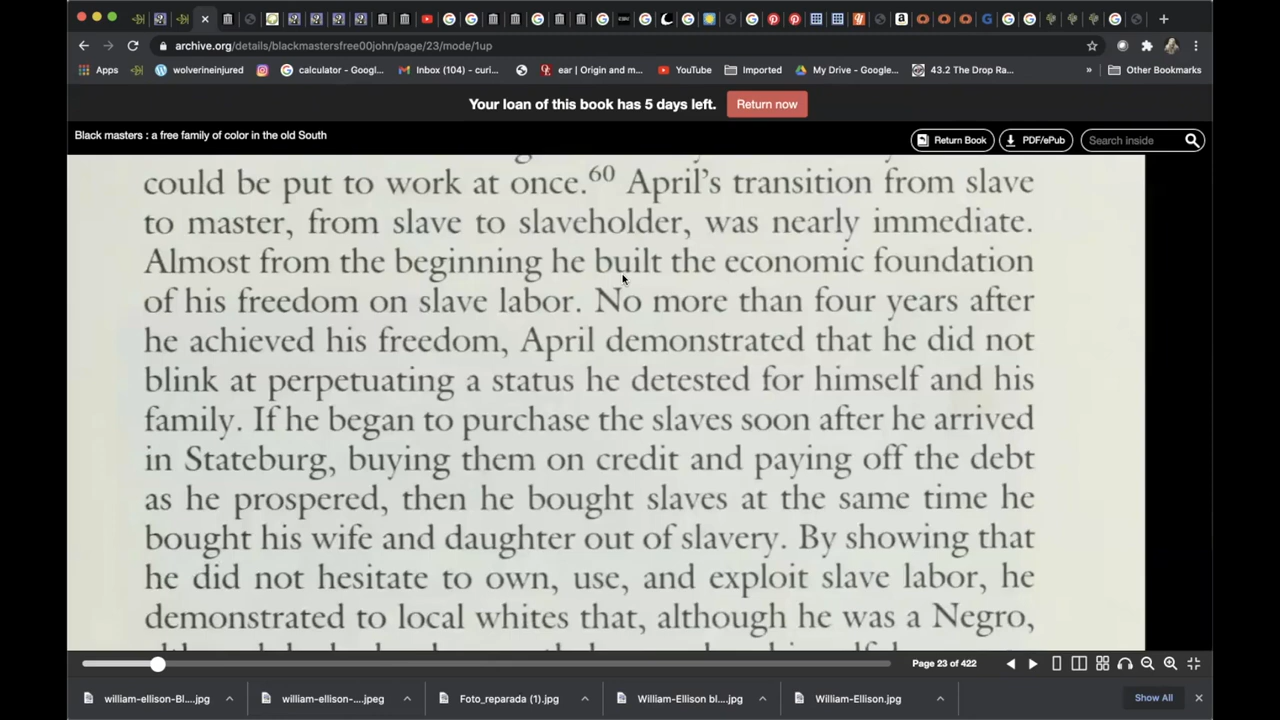 archive.org/details/blackmastersfree00john/page/23/mode/1up
Apps
wolverineinjured
calculator - Googl...
Inbox (104) - curi...
ear | Origin and m...
YouTube
Imported
My Drive - Google...
43.2 The Drop Ra...
»
Other Bookmarks
Your loan of this book has 5 days left.
Return now
Black masters : a free family of color in the old South
Return Book
PDF/ePub
Search inside
could be put to work at once.60 April's transition from slave
to master, from slave to slaveholder, was nearly immediate.
Almost from the beginning he built the economic foundation
of his freedom on slave labor. No more than four years after
he achieved his freedom, April demonstrated that he did not
blink at perpetuating a status he detested for himself and his
family. If he began to purchase the slaves soon after he arrived
in Stateburg, buying them on credit and paying off the debt
as he prospered, then he bought slaves at the same time he
bought his wife and daughter out of slavery. By showing that
he did not hesitate to own, use, and exploit slave labor, he
demonstrated to local whites that, although he was a Negro,
Page 23 of 422
william-ellison-Bl....jpg
william-ellison-....jpeg
Foto_reparada (1).jpg
William-Ellison bl....jpg
William-Ellison.jpg
Show All